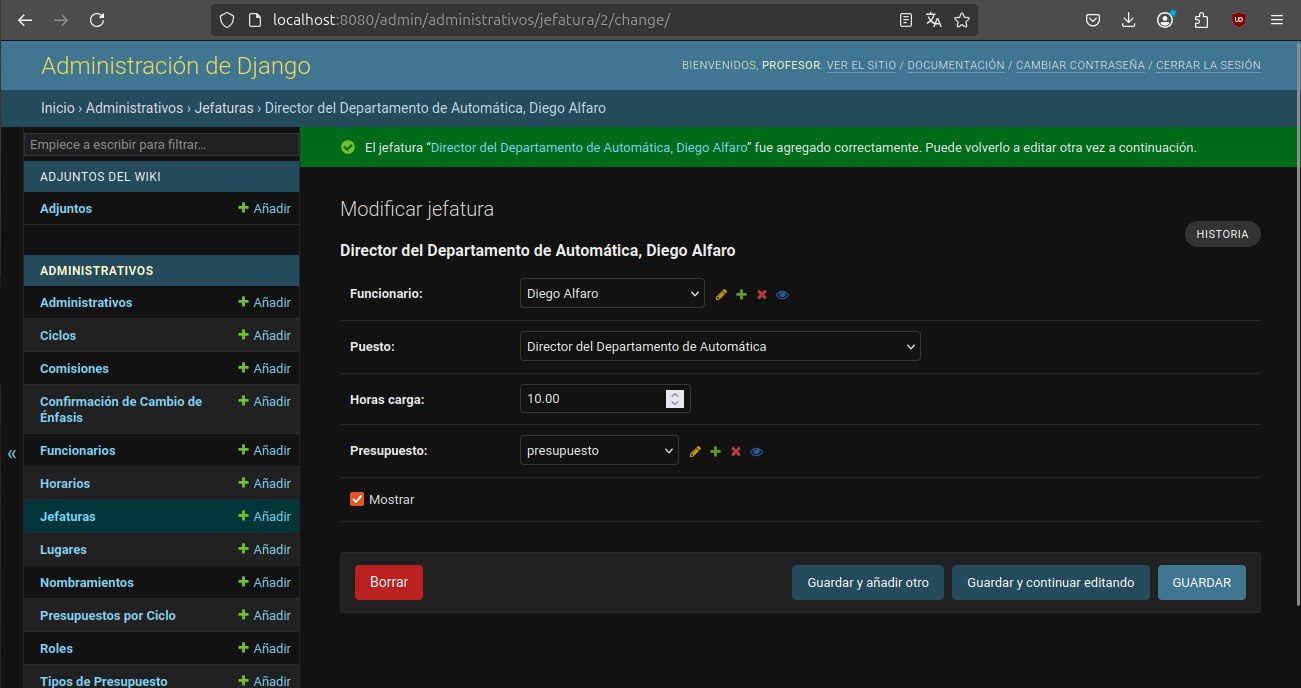 localhost:8080/admin/administrativos/jefatura/2/change/
Administración de Django
BIENVENIDOS, PROFESOR. VER EL SITIO / DOCUMENTACIÓN / CAMBIAR CONTRASEÑA / CERRAR LA SESIÓN
Inicio › Administrativos › Jefaturas › Director del Departamento de Automática, Diego Alfaro
Empiece a escribir para filtrar…
ADJUNTOS DEL WIKI
Adjuntos + Añadir
ADMINISTRATIVOS
Administrativos + Añadir
Ciclos + Añadir
Comisiones + Añadir
Confirmación de Cambio de
Énfasis
+ Añadir
Funcionarios + Añadir
Horarios + Añadir
Jefaturas + Añadir
Lugares + Añadir
Nombramientos + Añadir
Presupuestos por Ciclo + Añadir
Roles + Añadir
Tipos de Presupuesto + Añadir
«
El jefatura “Director del Departamento de Automática, Diego Alfaro” fue agregado correctamente. Puede volverlo a editar otra vez a continuación.
Modificar jefatura
HISTORIA
Director del Departamento de Automática, Diego Alfaro
Funcionario: Diego Alfaro
Puesto: Director del Departamento de Automática
Horas carga: 10.00
Presupuesto: presupuesto
Mostrar
Borrar
Guardar y añadir otro
Guardar y continuar editando
GUARDAR